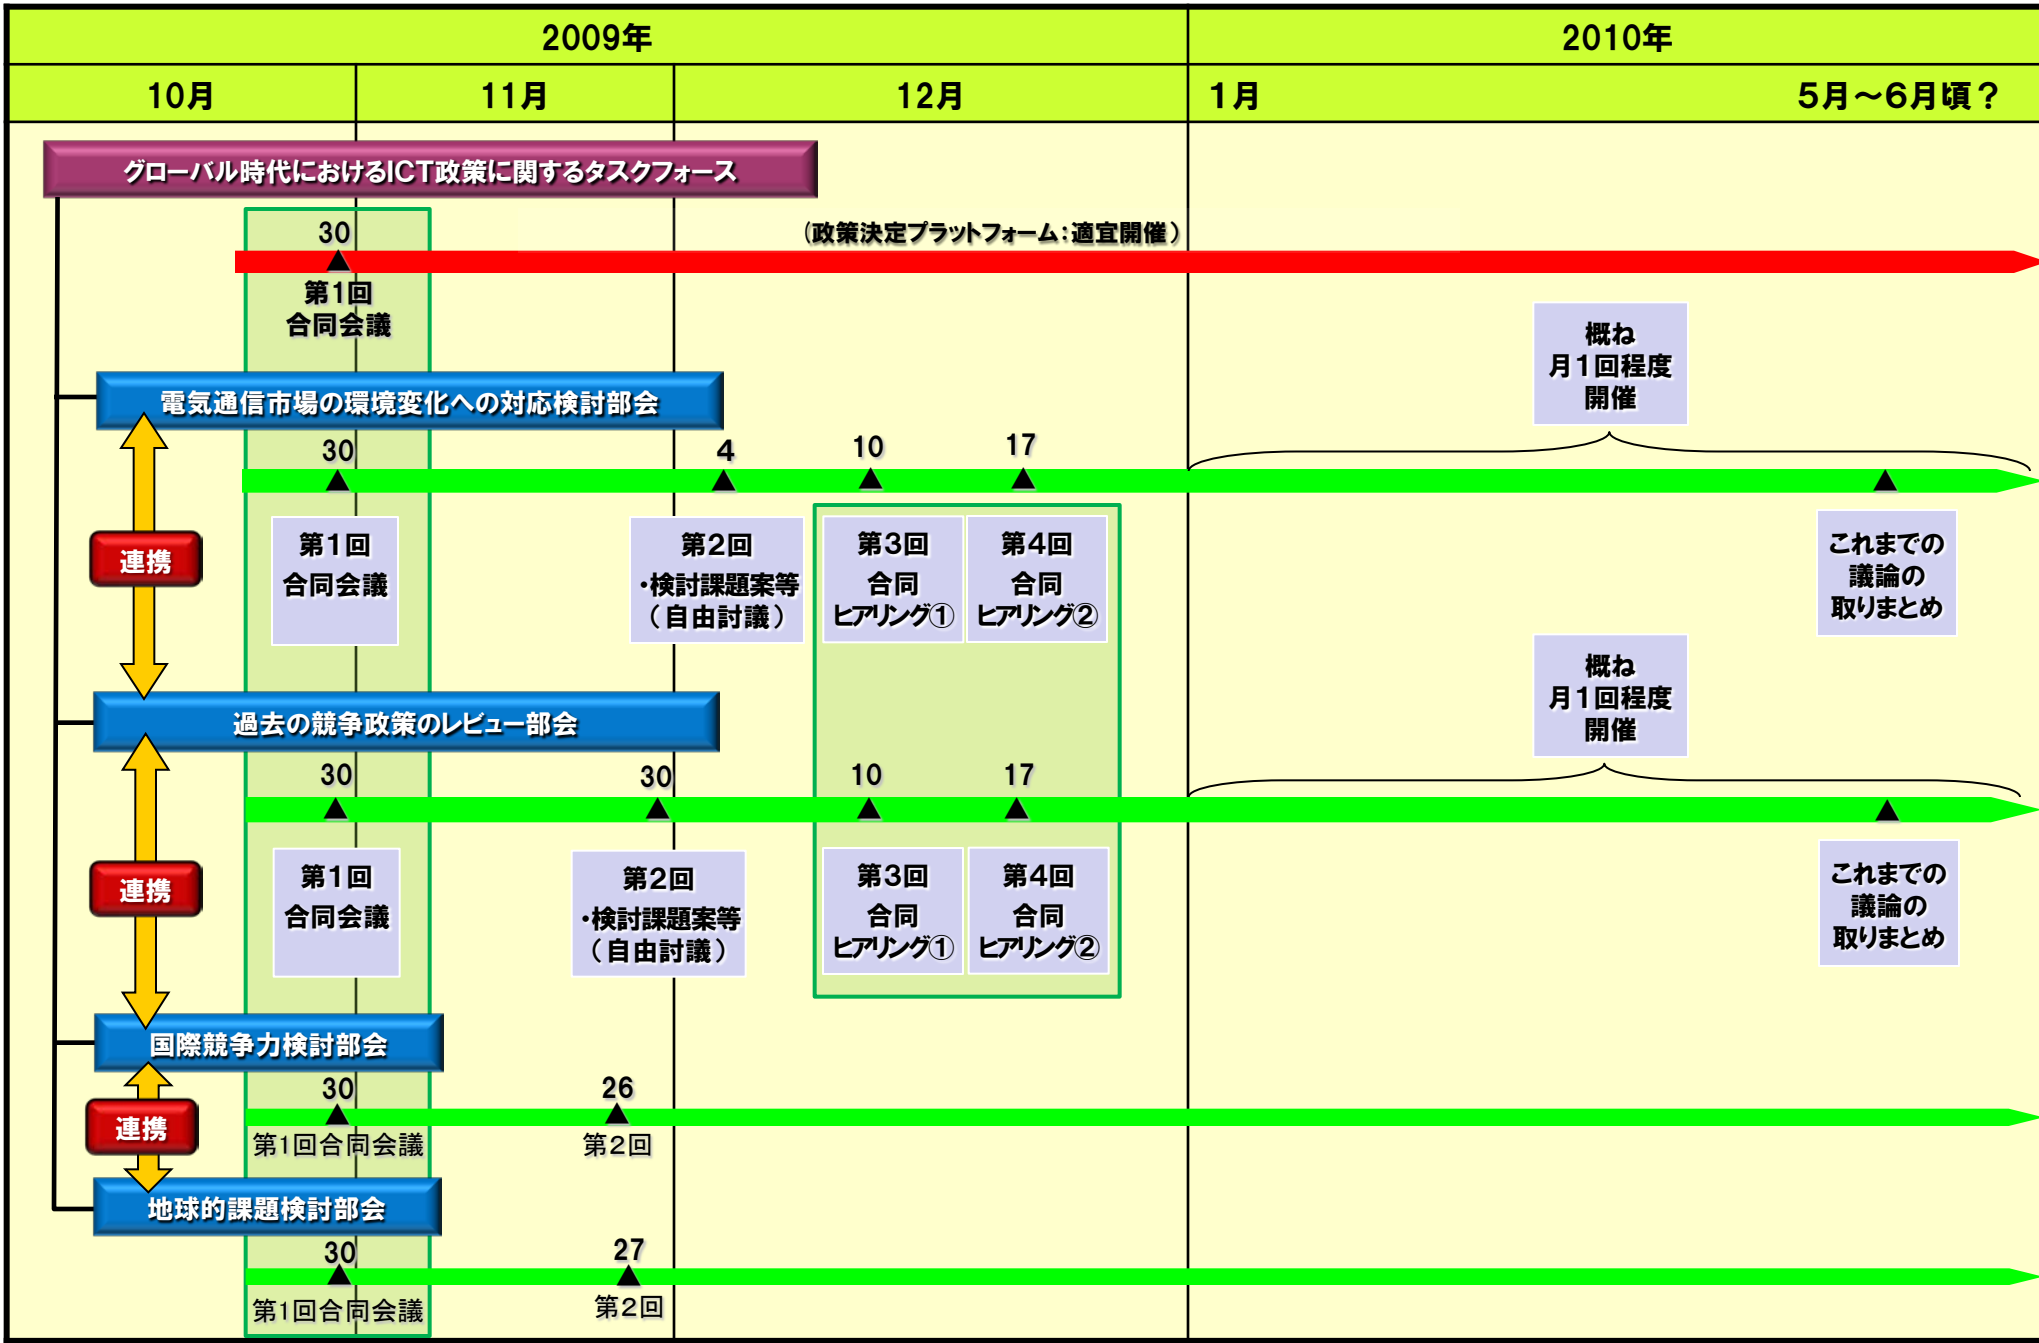 2009年
2010年
10月
11月
12月
1月
5月～6月頃？
グローバル時代におけるICT政策に関するタスクフォース
30
（政策決定プラットフォーム：適宜開催）
第1回
合同会議
概ね
月1回程度
開催
電気通信市場の環境変化への対応検討部会
30
4
10
17
連携
第1回
合同会議
第2回
・検討課題案等
（自由討議）
第3回
合同
ヒアリング①
第4回
合同
ヒアリング②
これまでの
議論の
取りまとめ
概ね
月1回程度
開催
過去の競争政策のレビュー部会
30
30
10
17
連携
第1回
合同会議
第2回
・検討課題案等
（自由討議）
第3回
合同
ヒアリング①
第4回
合同
ヒアリング②
これまでの
議論の
取りまとめ
国際競争力検討部会
30
26
連携
第1回合同会議
第2回
地球的課題検討部会
30
27
第1回合同会議
第2回